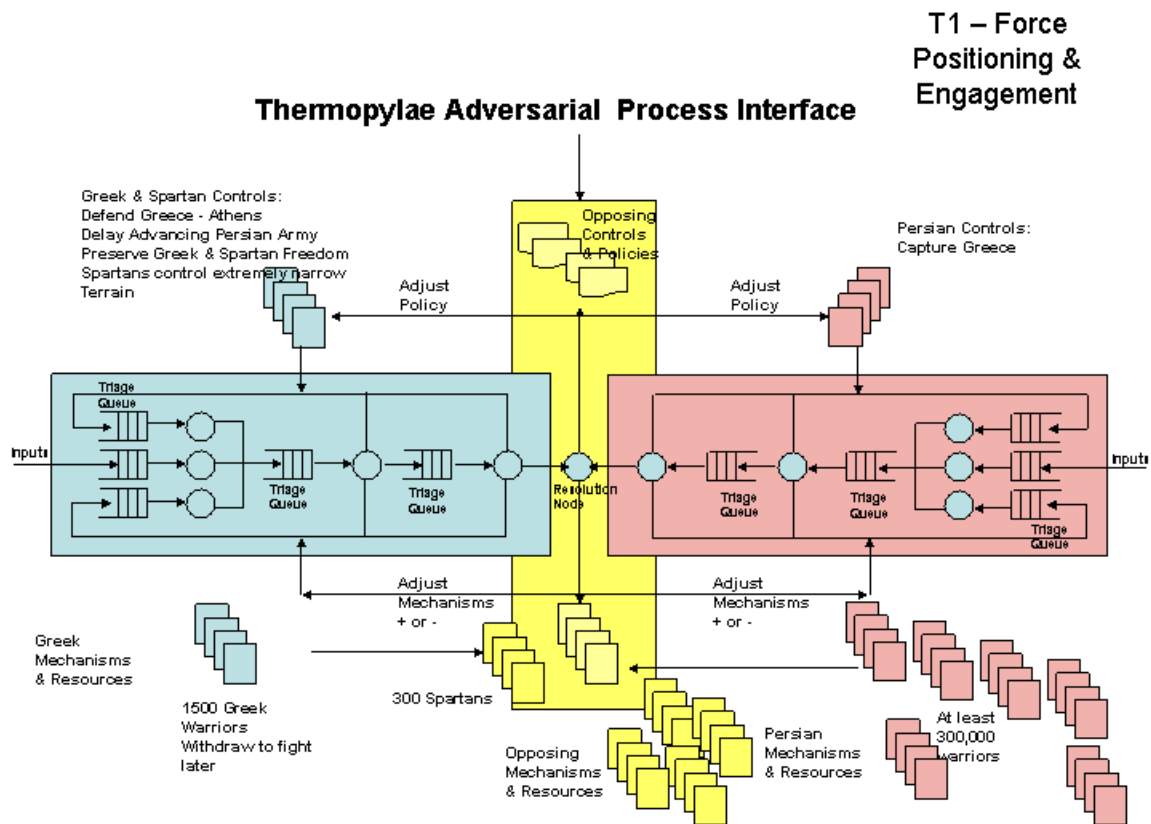 T1 – Force
Positioning &
Engagement
Thermopylae Adversarial Process Interface
Greek & Spartan Controls:
Defend Greece - Athens
Delay Advancing Persian Army
Preserve Greek & Spartan Freedom
Spartans control extremely narrow
Terrain
Opposing
Controls
& Policies
Persian Controls:
Capture Greece
Adjust
Policy
Adjust
Policy
Triage
Queue
Inputs
Triage
Queue
Triage
Queue
Resolution
Node
Triage
Queue
Triage
Queue
Inputs
Triage
Queue
Adjust
Mechanisms
+ or -
Adjust
Mechanisms
+ or -
Greek
Mechanisms
& Resources
1500 Greek
Warriors
Withdraw to fight
later
300 Spartans
Opposing
Mechanisms
& Resources
Persian
Mechanisms
& Resources
At least
300,000
warriors